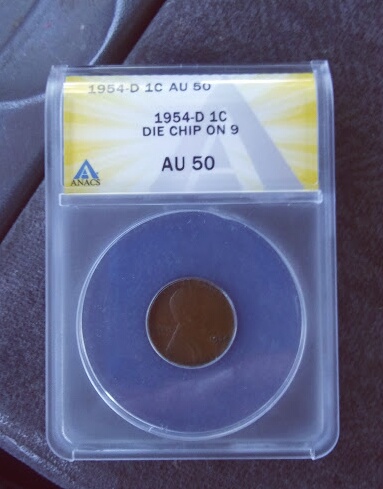 1954-D 1C AU 50
1954-D 1C
DIE CHIP ON 9
AU 50
ANACS